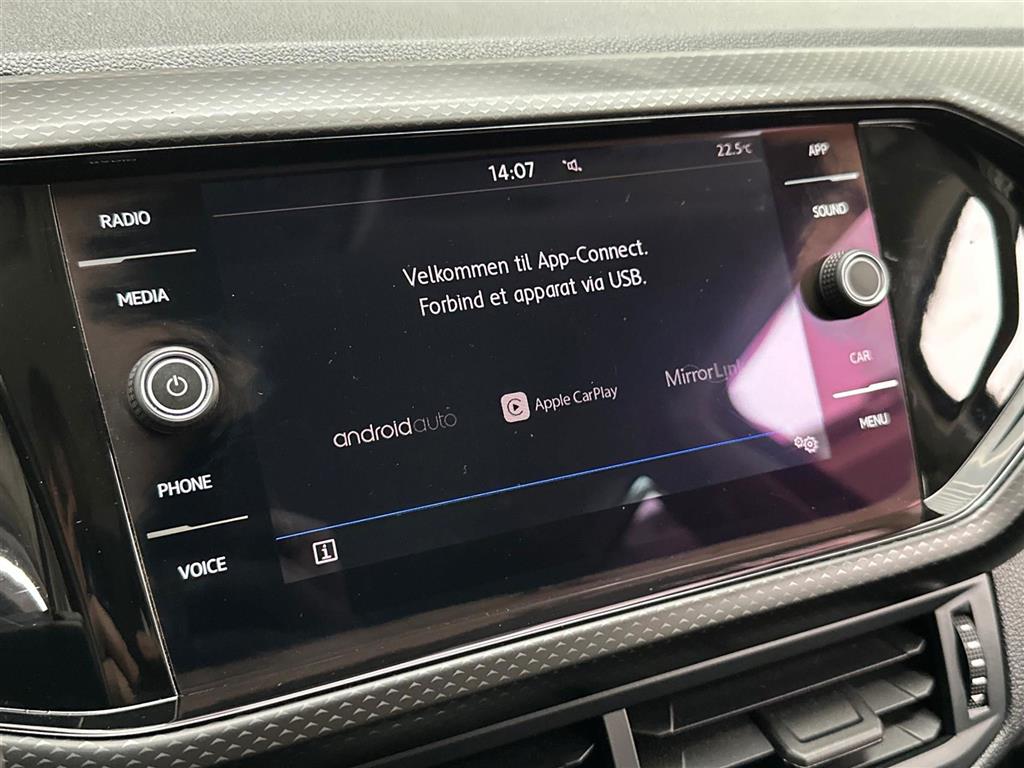 14:07
22.5°C
APP
RADIO
SOUND
MEDIA
Velkommen til App-Connect.
Forbind et apparat via USB.
CAR
androidauto
Apple CarPlay
MirrorLink
MENU
PHONE
VOICE
i